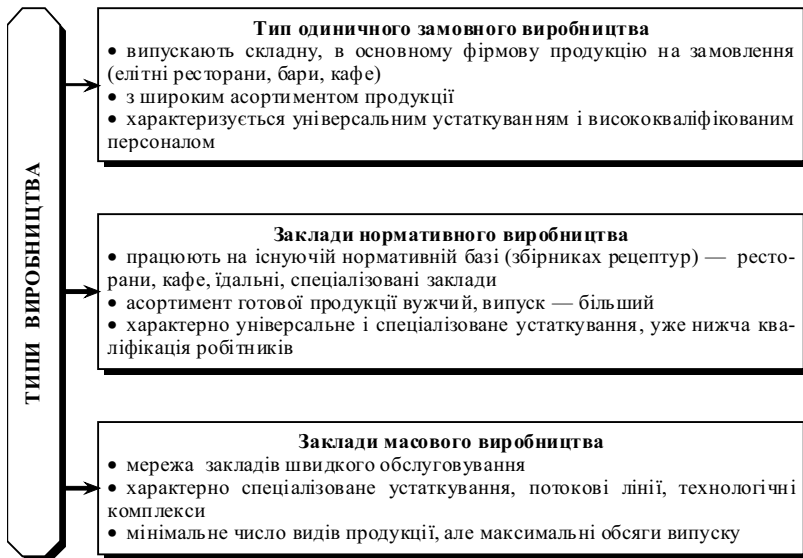 ТИПИ ВИРОБНИЦТВА
Тип одиничного замовного виробництва
• випускають складну, в основному фірмову продукцію на замовлення
(елітні ресторани, бари, кафе)
• з широким асортиментом продукції
• характеризується універсальним устаткуванням і висококваліфікованим
персоналом
Заклади нормативного виробництва
• працюють на існуючій нормативній базі (збірниках рецептур) — ресто-
рани, кафе, їдальні, спеціалізовані заклади
• асортимент готової продукції вужчий, випуск — більший
• характерно універсальне і спеціалізоване устаткування, уже нижча ква-
ліфікація робітників
Заклади масового виробництва
• мережа закладів швидкого обслуговування
• характерно спеціалізоване устаткування, потокові лінії, технологічні
комплекси
• мінімальне число видів продукції, але максимальні обсяги випуску